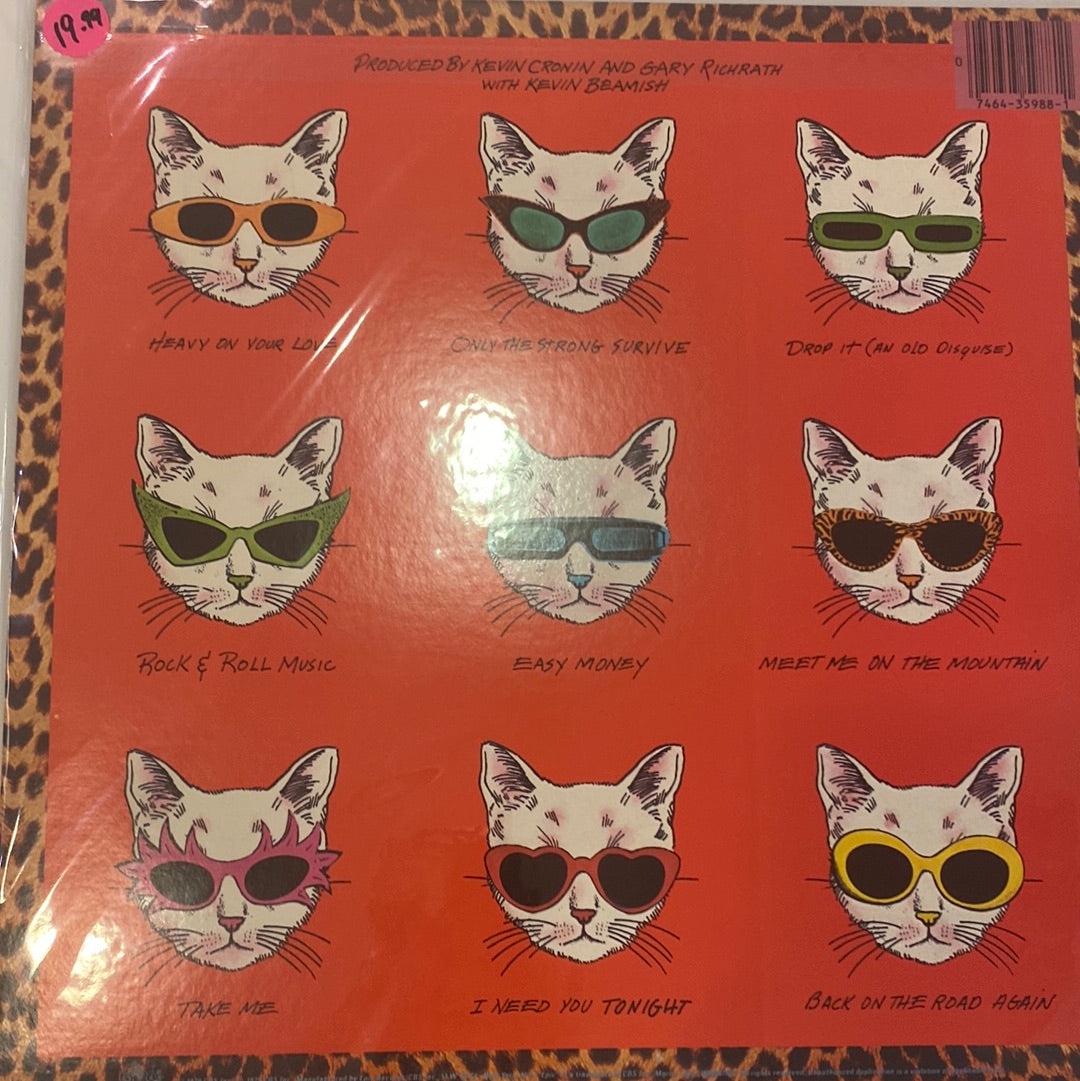 19.99
PRODUCED BY KEVIN CRONIN AND GARY RICHRATH
WITH KEVIN BEAMISH
0
7464-35988-1
HEAVY ON YOUR LOVE
ONLY THE STRONG SURVIVE
DROP IT (AN OLD DISGUISE)
ROCK & ROLL MUSIC
EASY MONEY
MEET ME ON THE MOUNTAIN
TAKE ME
I NEED YOU TONIGHT
BACK ON THE ROAD AGAIN